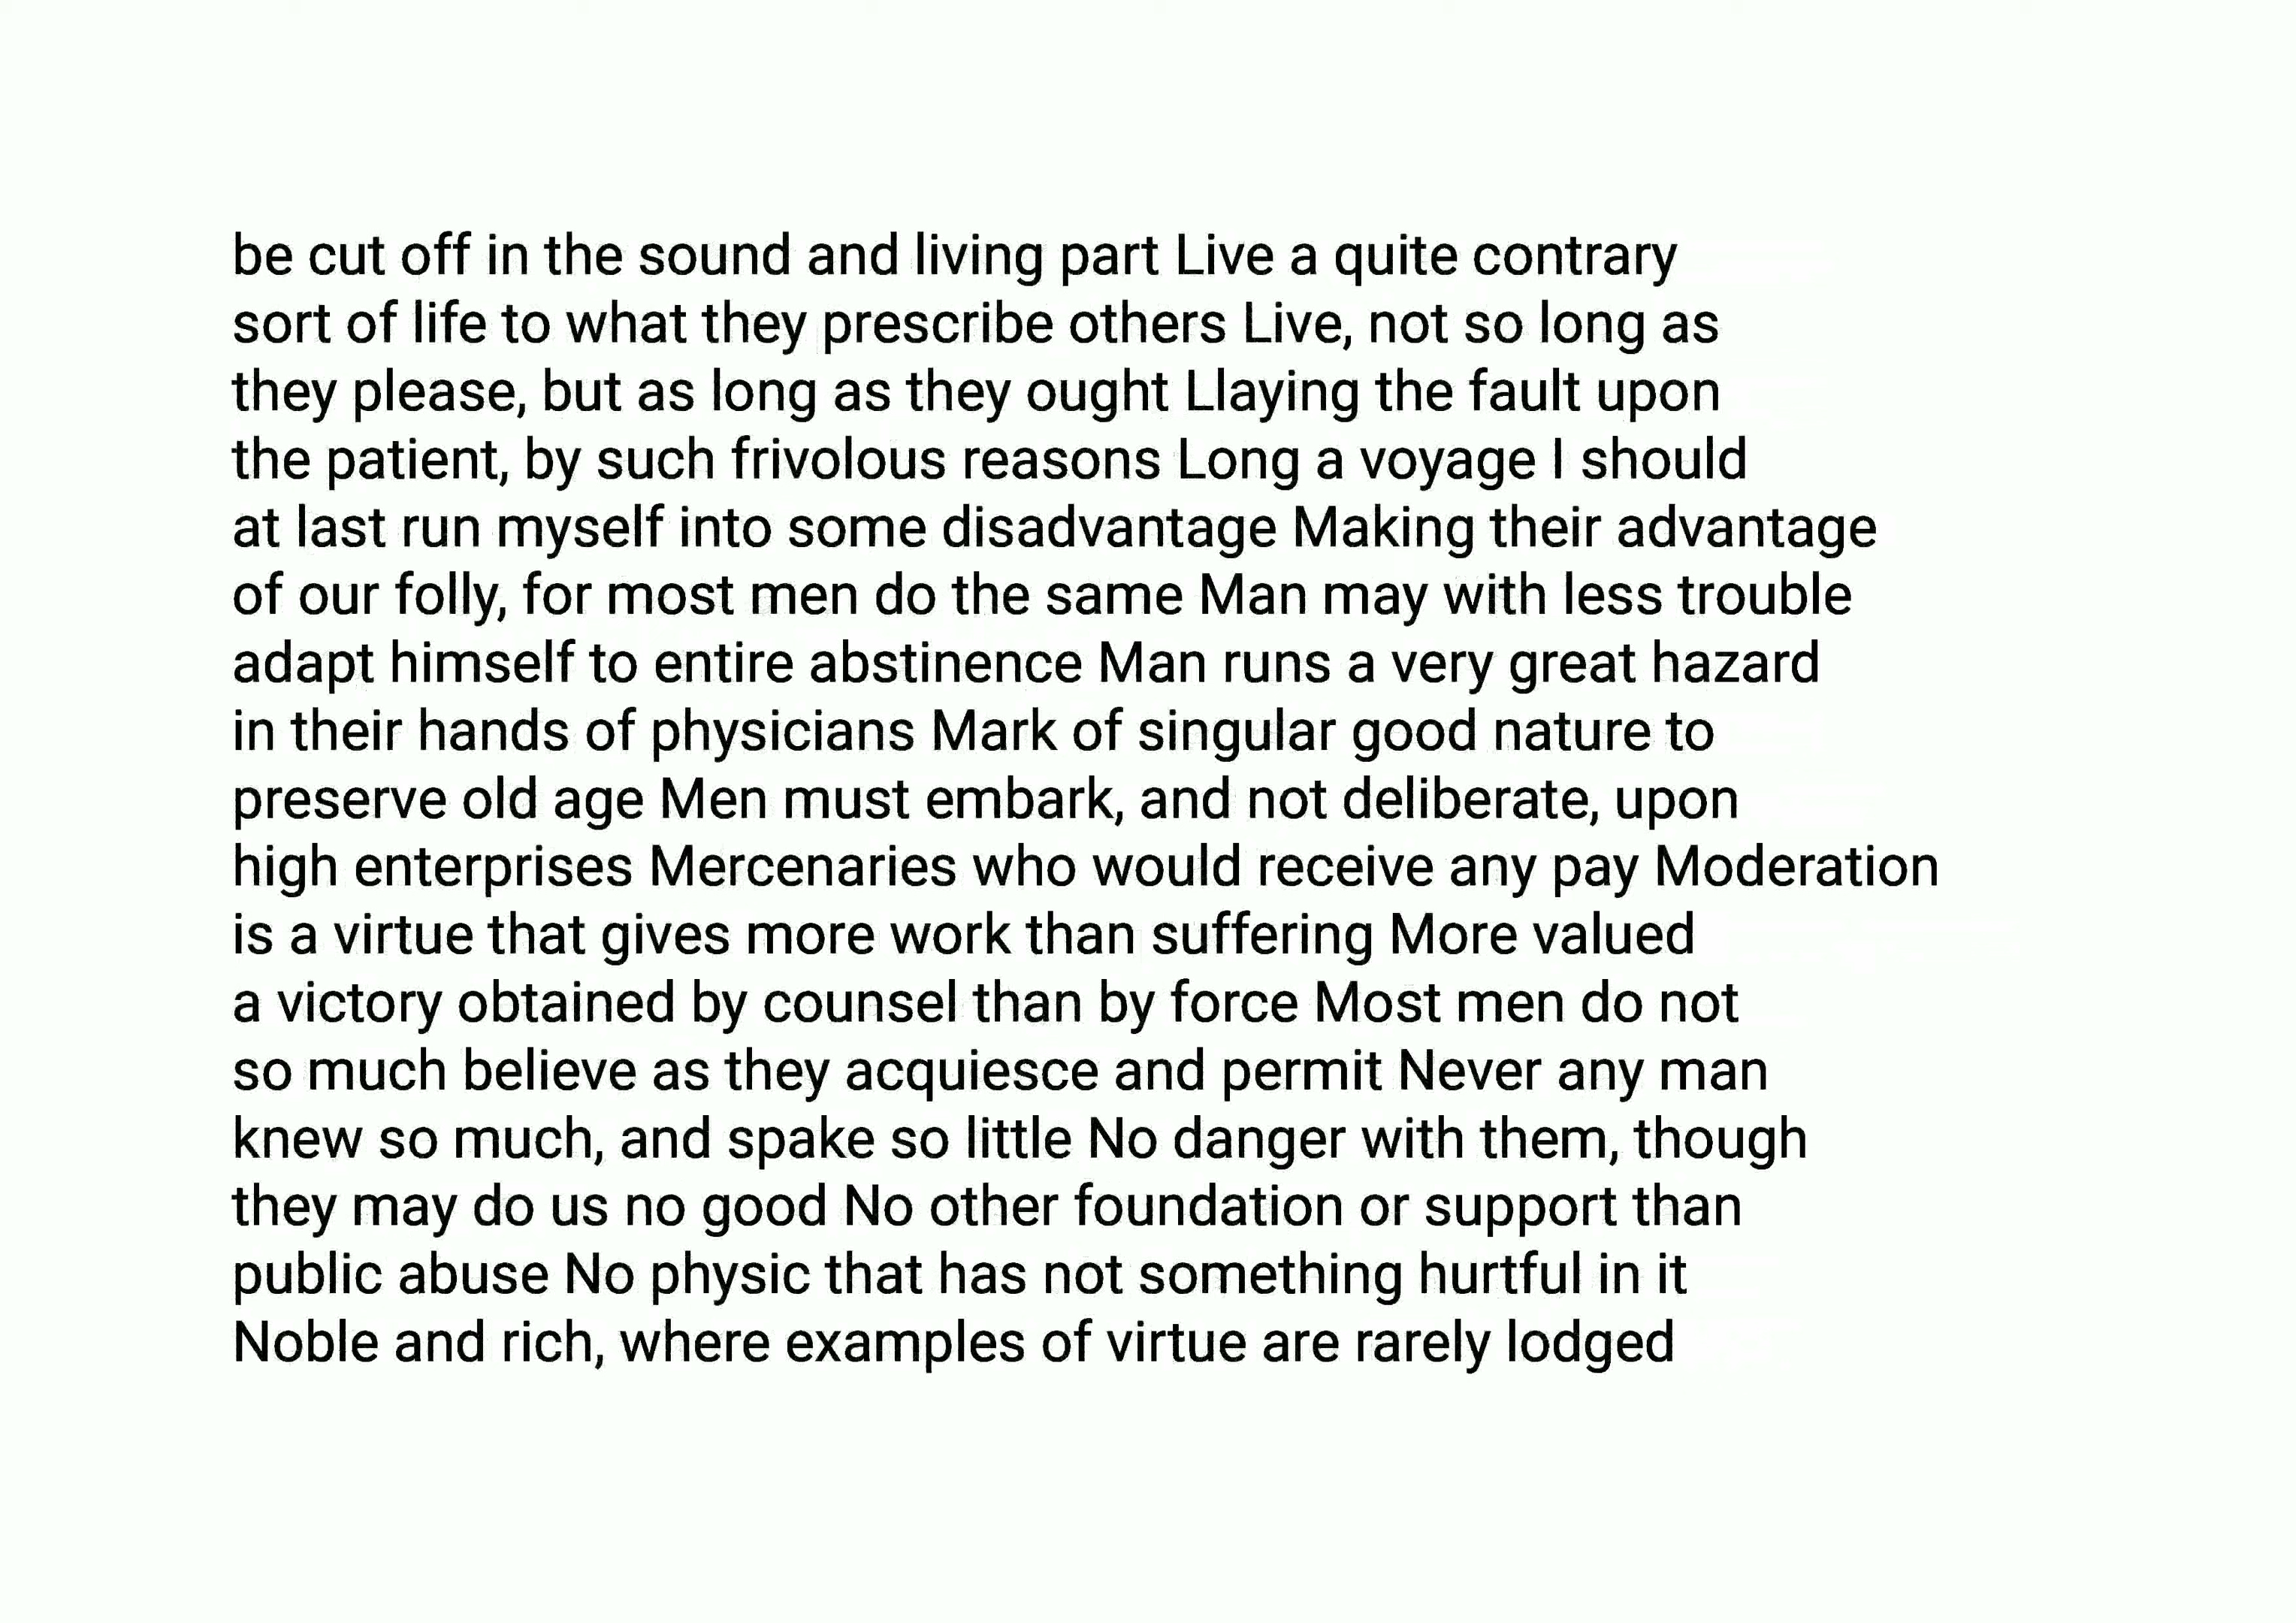 be cut off in the sound and living part Live a quite contrary
sort of life to what they prescribe others Live, not so long as
they please, but as long as they ought Llaying the fault upon
the patient, by such frivolous reasons Long a voyage I should
at last run myself into some disadvantage Making their advantage
of our folly, for most men do the same Man may with less trouble
adapt himself to entire abstinence Man runs a very great hazard
in their hands of physicians Mark of singular good nature to
preserve old age Men must embark, and not deliberate, upon
high enterprises Mercenaries who would receive any pay Moderation
is a virtue that gives more work than suffering More valued
a victory obtained by counsel than by force Most men do not
so much believe as they acquiesce and permit Never any man
knew so much, and spake so little No danger with them, though
they may do us no good No other foundation or support than
public abuse No physic that has not something hurtful in it
Noble and rich, where examples of virtue are rarely lodged